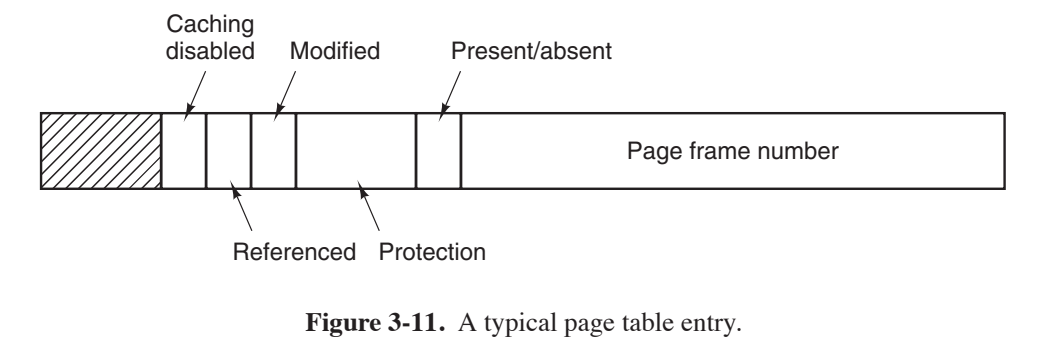 Caching
disabled
Modified
Present/absent
Page frame number
Referenced
Protection
Figure 3-11. A typical page table entry.